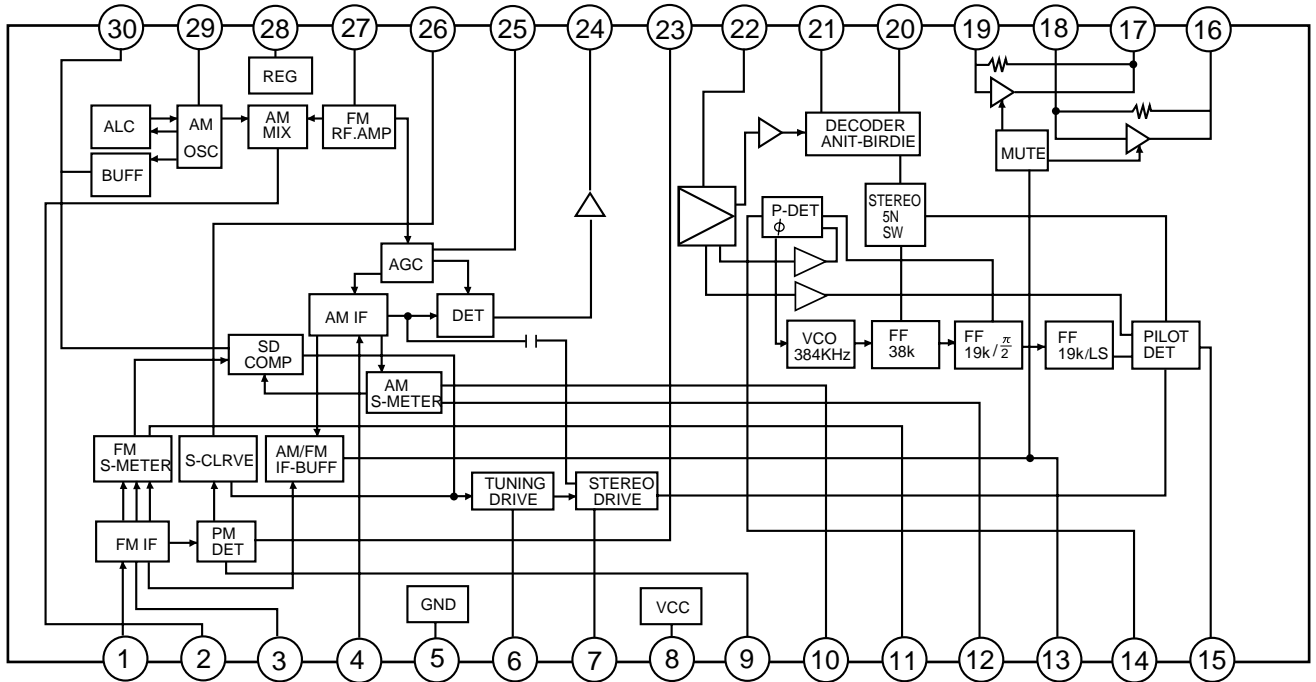 30 29 28 27 26 25 24 23 22 21 20 19 18 17 16
REG
ALC
AM
OSC
AM
MIX
FM
RF.AMP
BUFF
DECODER
ANIT-BIRDIE
MUTE
P-DET
ϕ
STEREO
5N
SW
AGC
AM IF
DET
SD
COMP
VCO
384KHz
FF
38k
FF
19k/π/2
FF
19k/LS
PILOT
DET
AM
S-METER
FM
S-METER
S-CLRVE
AM/FM
IF-BUFF
TUNING
DRIVE
STEREO
DRIVE
FM IF
PM
DET
GND
VCC
1 2 3 4 5 6 7 8 9 10 11 12 13 14 15